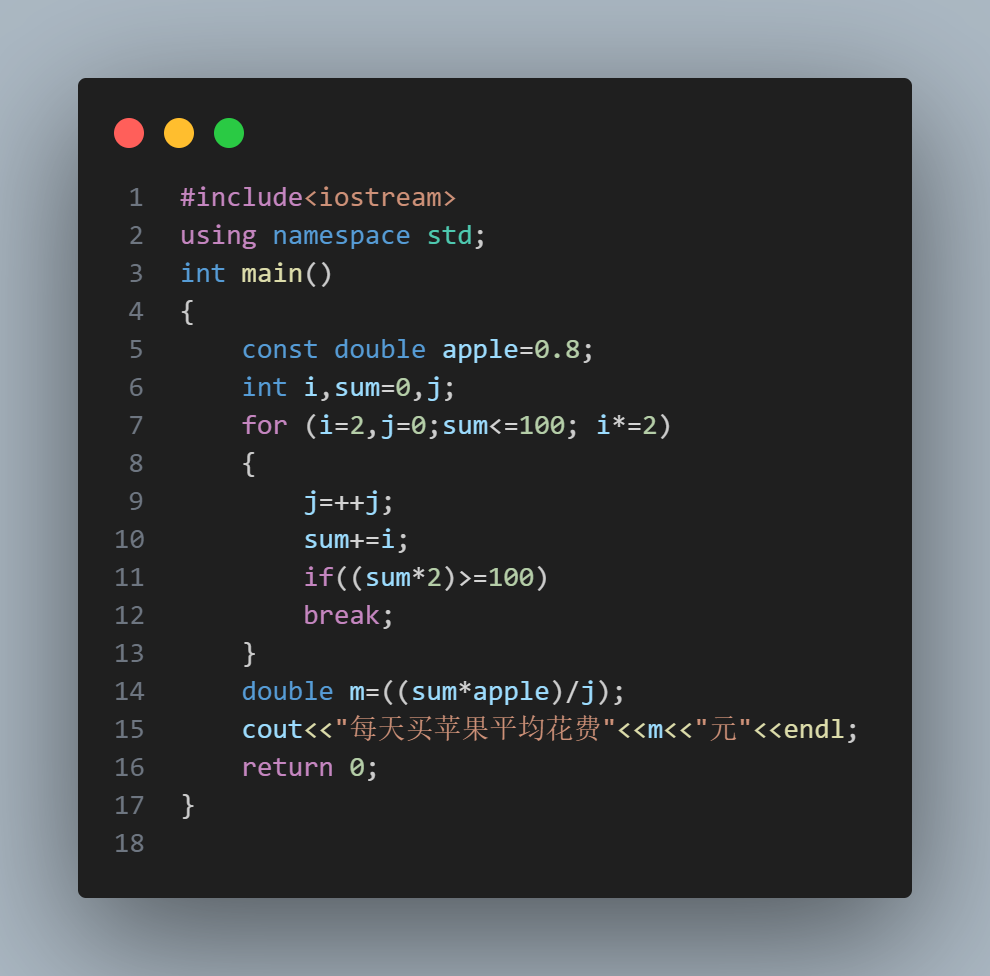 1 #include<iostream>
2 using namespace std;
3 int main()
4 {
5     const double apple=0.8;
6     int i,sum=0,j;
7     for (i=2,j=0;sum<=100; i*=2)
8     {
9         j=++j;
10         sum+=i;
11         if((sum*2)>=100)
12         break;
13     }
14     double m=((sum*apple)/j);
15     cout<<"每天买苹果平均花费"<<m<<"元"<<endl;
16     return 0;
17 }
18